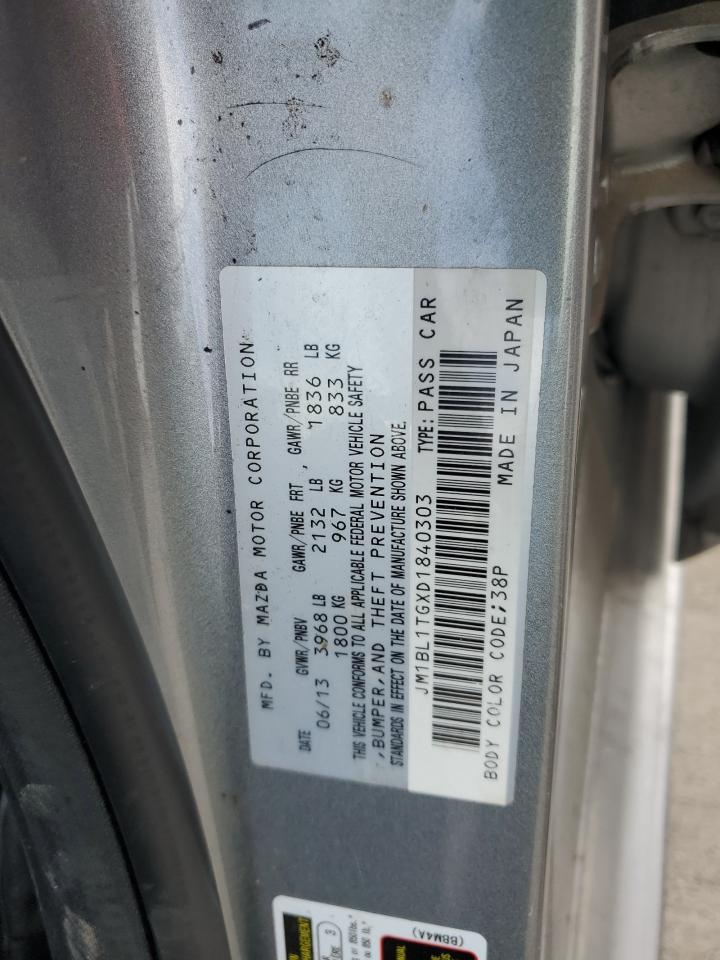 MFD. BY MAZDA MOTOR CORPORATION
DATE GVWR/PNBV GAWR/PNBE FRT , GAWR/PNBE RR
06/13 3968 LB 2132 LB 1836 LB
1800 KG 967 KG 833 KG
THIS VEHICLE CONFORMS TO ALL APPLICABLE FEDERAL MOTOR VEHICLE SAFETY
,BUMPER,AND THEFT PREVENTION
STANDARDS IN EFFECT ON THE DATE OF MANUFACTURE SHOWN ABOVE.
JM1BL1TGXD1840303 TYPE:PASS CAR
BODY COLOR CODE;38P MADE IN JAPAN
(BBM4A)